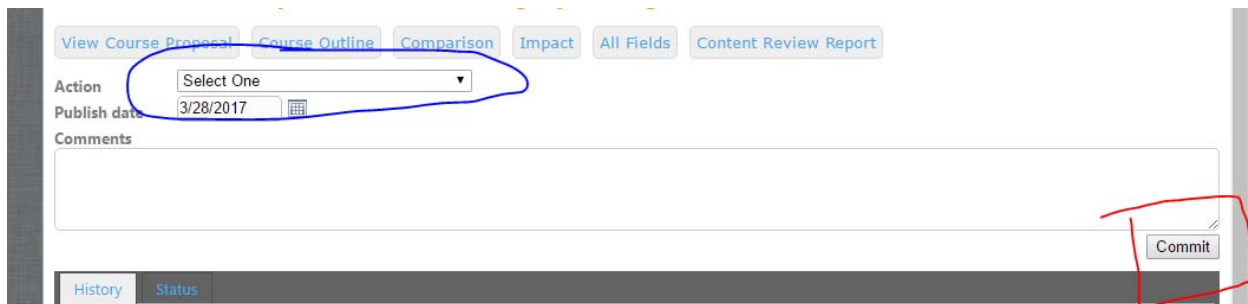 View Course Proposal Course Outline Comparison Impact All Fields Content Review Report
Action Select One
Publish date 3/28/2017
Comments
Commit
History Status